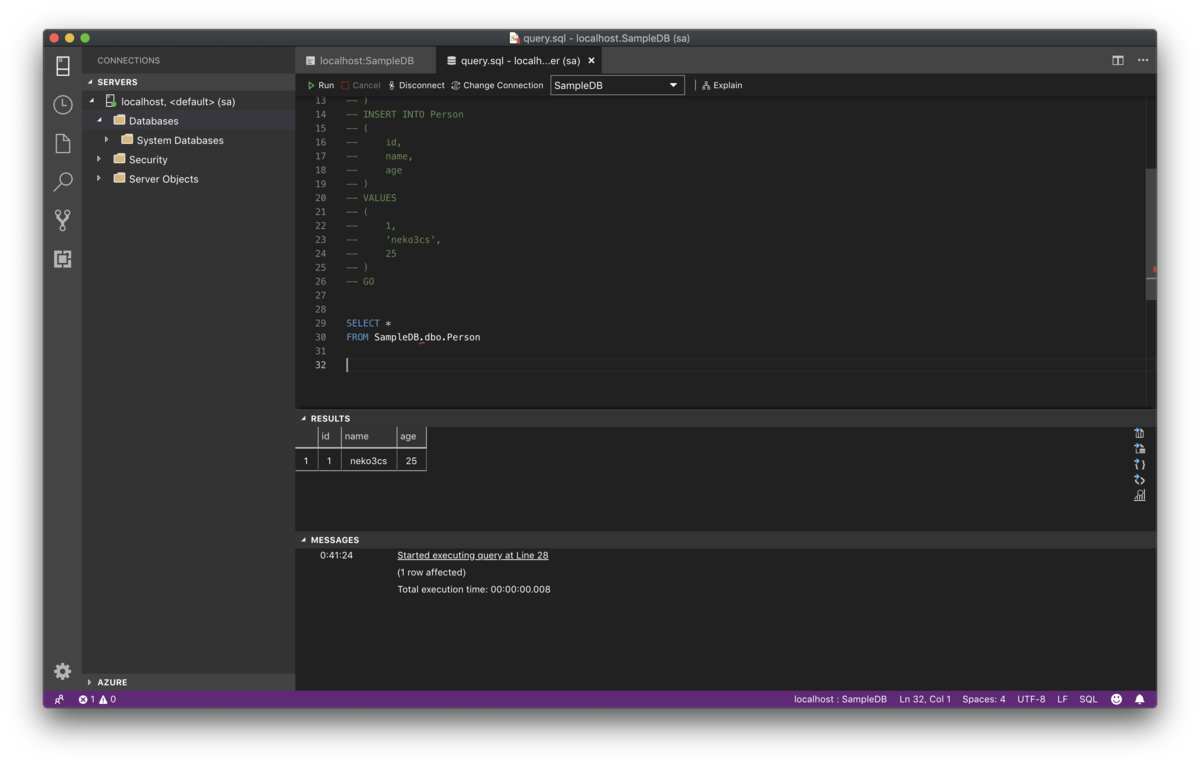 query.sql - localhost.SampleDB (sa)
CONNECTIONS
SERVERS
localhost, <default> (sa)
Databases
System Databases
Security
Server Objects
AZURE
localhost:SampleDB
query.sql - localh...er (sa)
Run Cancel Disconnect Change Connection SampleDB Explain
13 -- )
14 -- INSERT INTO Person
15 -- (
16 --     id,
17 --     name,
18 --     age
19 -- )
20 -- VALUES
21 -- (
22 --     1,
23 --     'neko3cs',
24 --     25
25 -- )
26 -- GO
27
28
29 SELECT *
30 FROM SampleDB.dbo.Person
31
32
RESULTS
id name age
1 1 neko3cs 25
MESSAGES
0:41:24 Started executing query at Line 28
(1 row affected)
Total execution time: 00:00:00.008
1 0 localhost : SampleDB Ln 32, Col 1 Spaces: 4 UTF-8 LF SQL